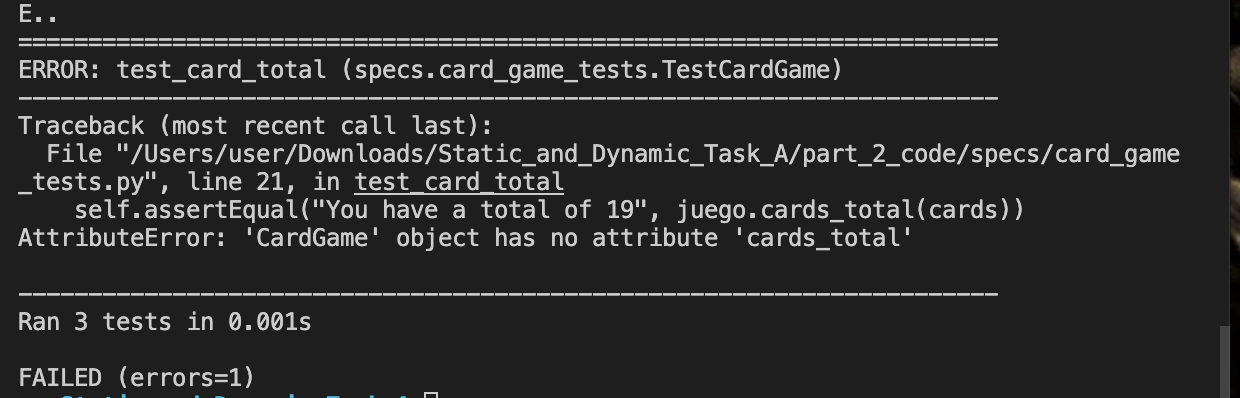 E..
======================================================================
ERROR: test_card_total (specs.card_game_tests.TestCardGame)
----------------------------------------------------------------------
Traceback (most recent call last):
  File "/Users/user/Downloads/Static_and_Dynamic_Task_A/part_2_code/specs/card_game
_tests.py", line 21, in test_card_total
    self.assertEqual("You have a total of 19", juego.cards_total(cards))
AttributeError: 'CardGame' object has no attribute 'cards_total'

----------------------------------------------------------------------
Ran 3 tests in 0.001s

FAILED (errors=1)